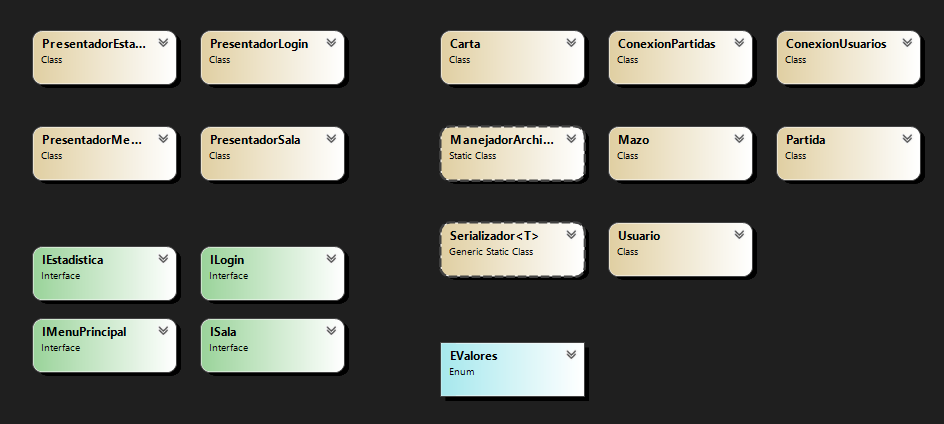 PresentadorEsta...
Class
PresentadorLogin
Class
Carta
Class
ConexionPartidas
Class
ConexionUsuarios
Class
PresentadorMe...
Class
PresentadorSala
Class
ManejadorArchi...
Static Class
Mazo
Class
Partida
Class
Serializador<T>
Generic Static Class
Usuario
Class
IEstadistica
Interface
ILogin
Interface
IMenuPrincipal
Interface
ISala
Interface
EValores
Enum